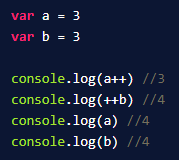 var a = 3
var b = 3
console.log(a++) //3
console.log(++b) //4
console.log(a) //4
console.log(b) //4